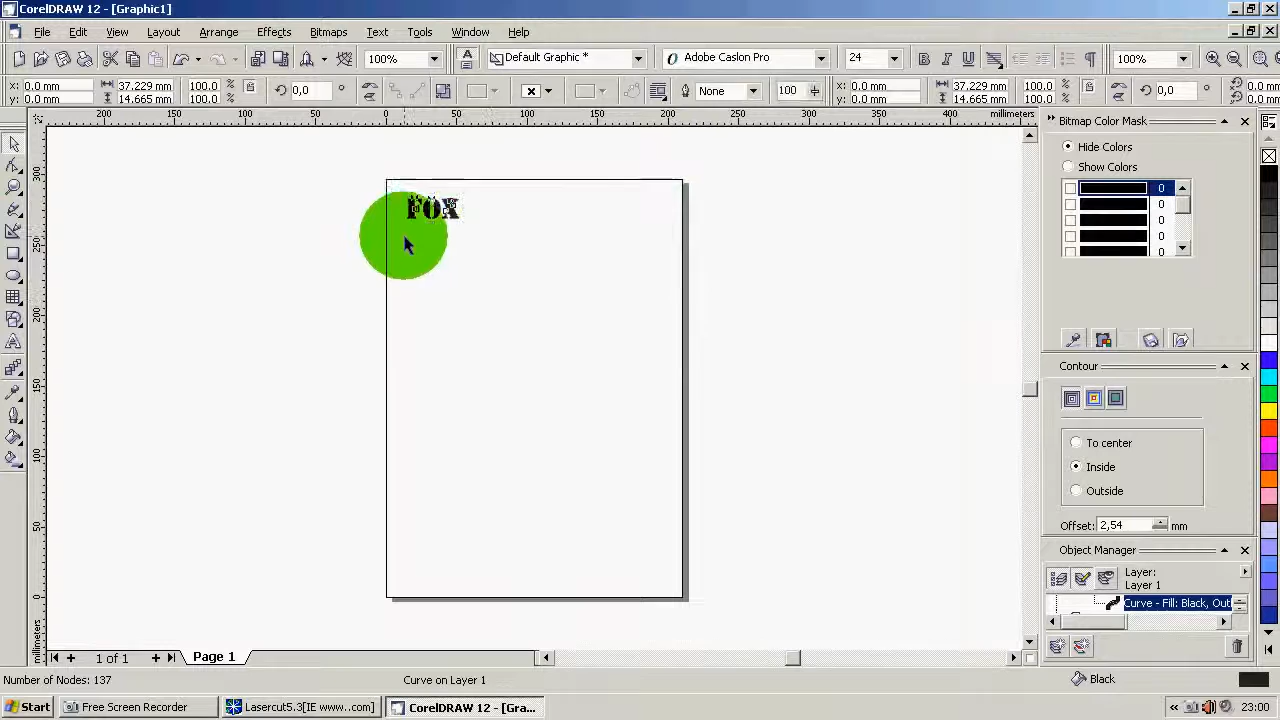 CorelDRAW 12 - [Graphic1]
File Edit View Layout Arrange Effects Bitmaps Text Tools Window Help
100% Default Graphic * Adobe Caslon Pro 24 B I U 100%
x: 0.0 mm 37.229 mm 100.0 % 0,0 ° None 100 x: 0.0 mm 37.229 mm 100.0 % 0,0 ° 0.0 mm
y: 0.0 mm 14.665 mm 100.0 % y: 0.0 mm 14.665 mm 100.0 % 0.0 mm
200 150 100 50 0 50 100 150 200 250 300 350 400 millimeters
Bitmap Color Mask
Hide Colors
Show Colors
0
0
0
0
0
300
250
200
150
100
50
0
millimeters
FOX
Contour
To center
Inside
Outside
Offset: 2,54 mm
Object Manager
Layer:
Layer 1
Curve - Fill: Black, Out
1 of 1 Page 1
Number of Nodes: 137 Curve on Layer 1 Black
Start Free Screen Recorder Lasercut5.3[IE www..com] CorelDRAW 12 - [Gra... 23:00